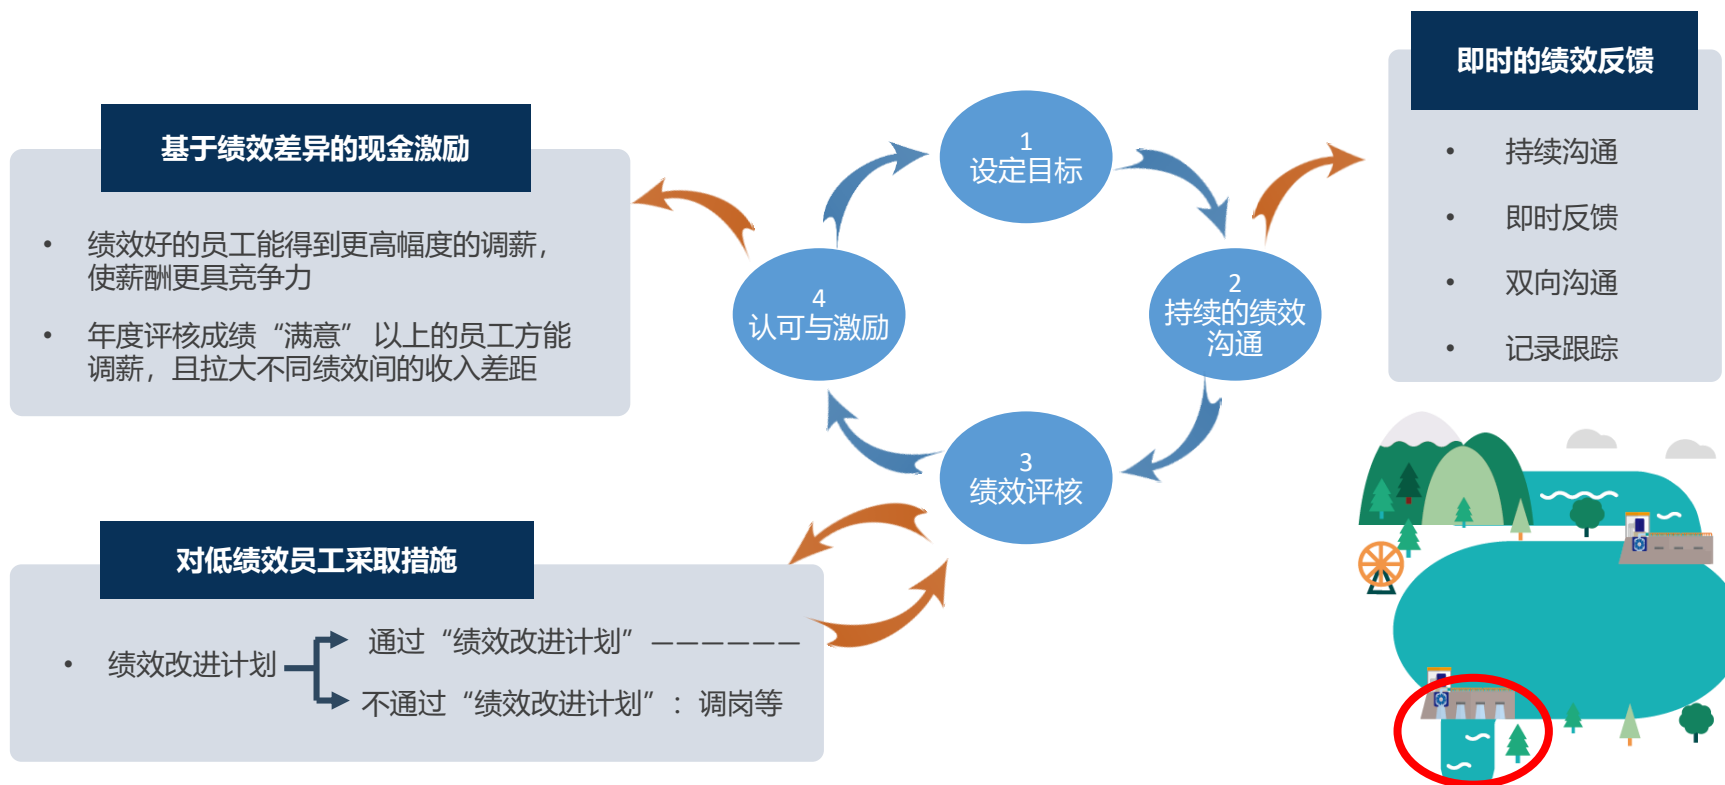 基于绩效差异的现金激励
• 绩效好的员工能得到更高幅度的调薪，
使薪酬更具竞争力
• 年度评核成绩“满意” 以上的员工方能
调薪，且拉大不同绩效间的收入差距
1
设定目标
2
持续的绩效
沟通
3
绩效评核
4
认可与激励
即时的绩效反馈
• 持续沟通
• 即时反馈
• 双向沟通
• 记录跟踪
对低绩效员工采取措施
• 绩效改进计划
通过“绩效改进计划” ——————
不通过“绩效改进计划”：调岗等